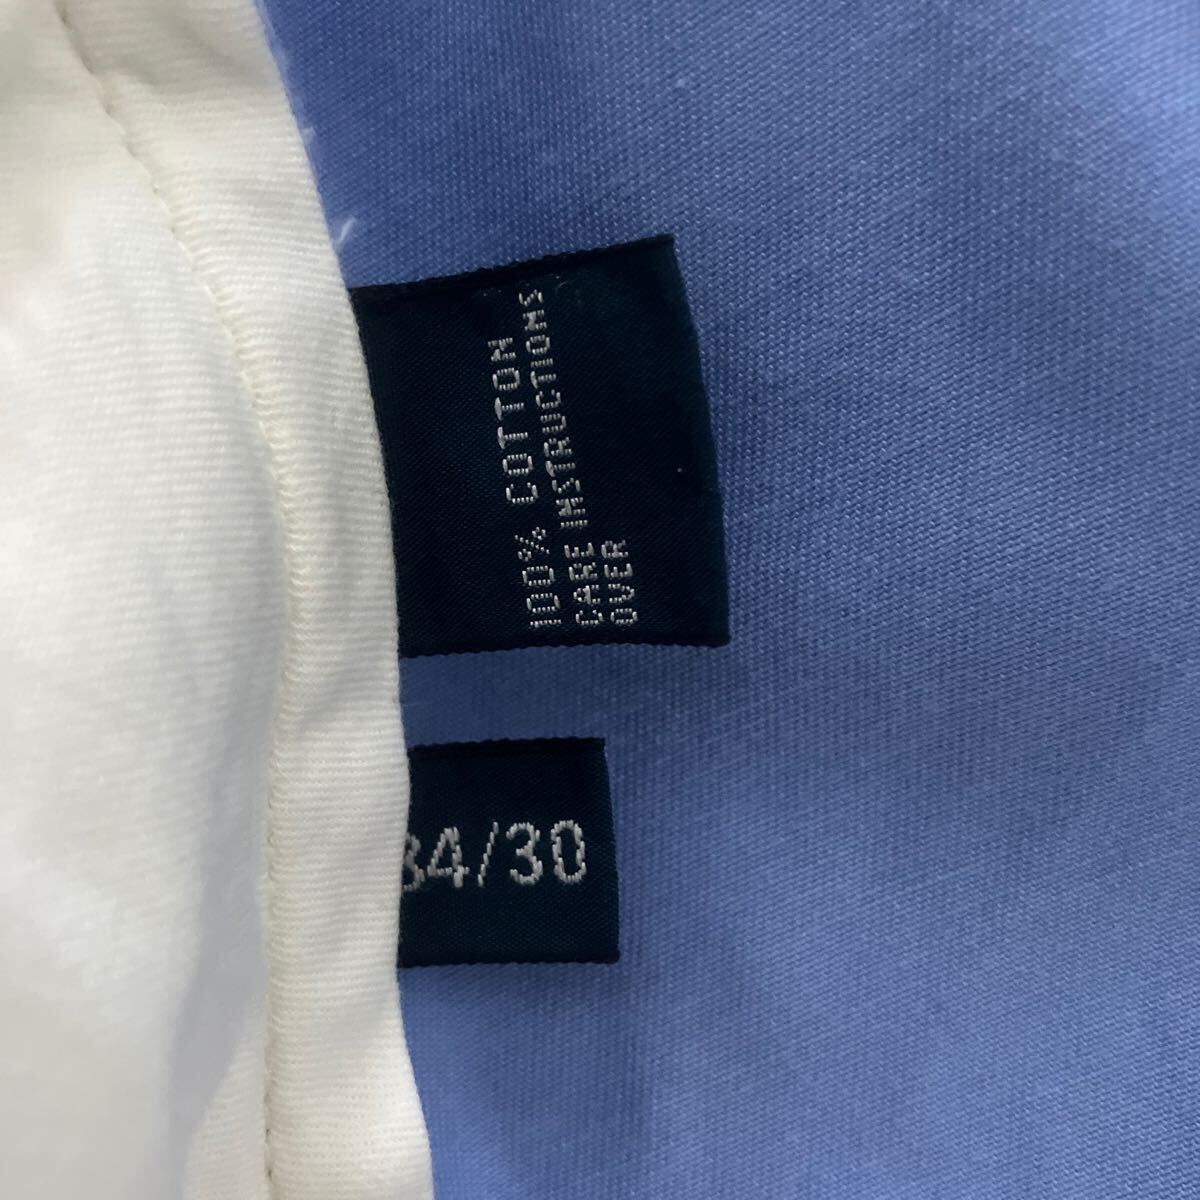 100% COTTON
CARE INSTRUCTIONS
OVER
34/30